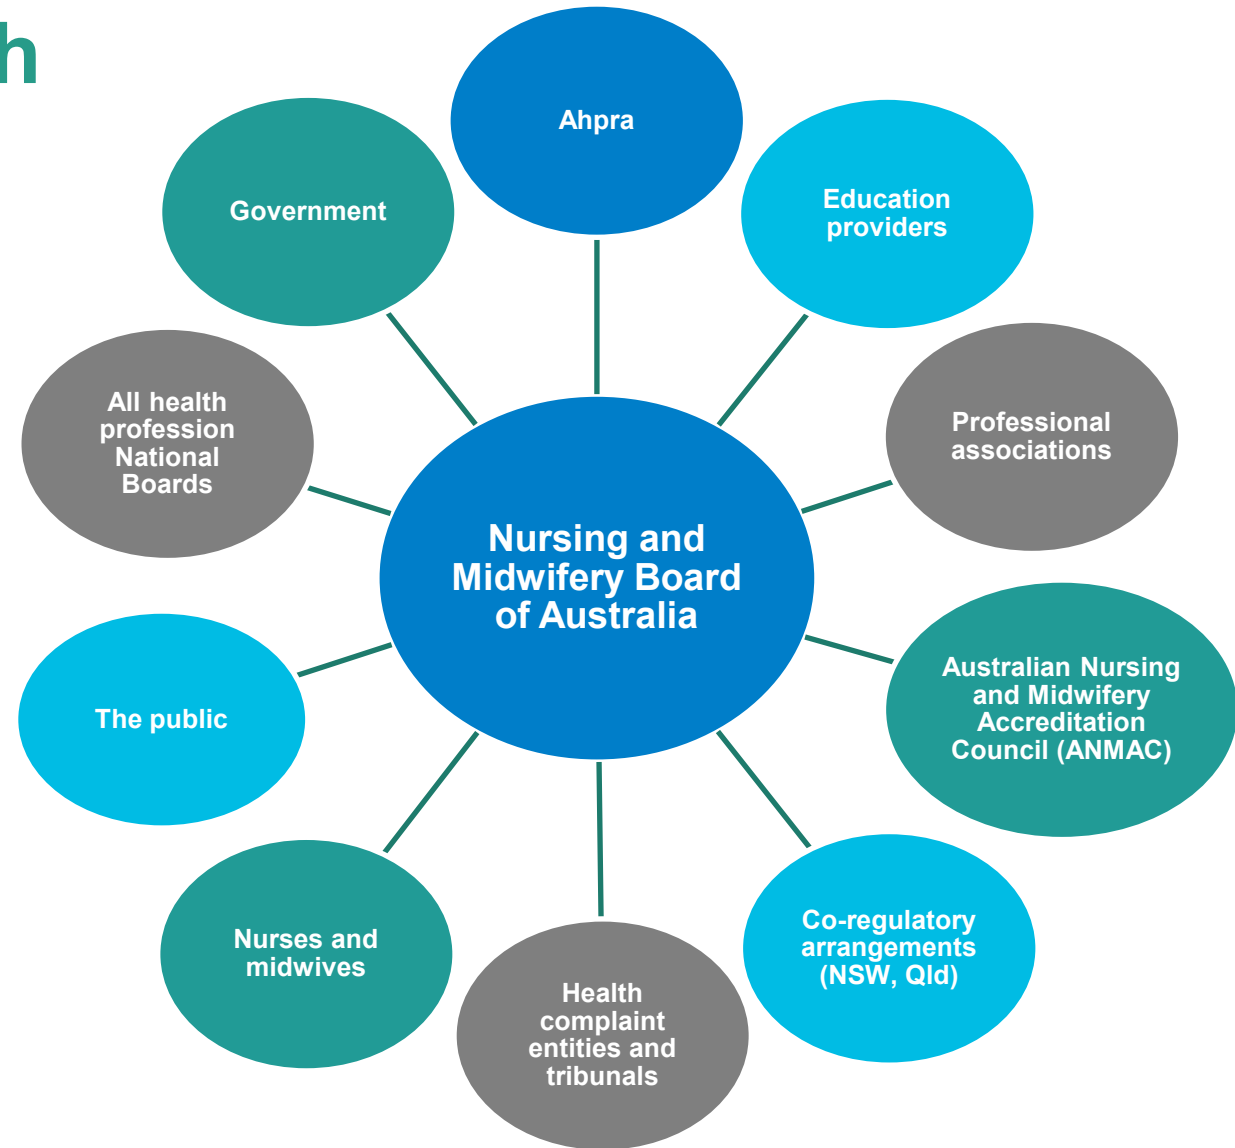 h
Ahpra
Government
Education
providers
All health
profession
National
Boards
Professional
associations
Nursing and
Midwifery Board
of Australia
The public
Australian Nursing
and Midwifery
Accreditation
Council (ANMAC)
Nurses and
midwives
Health
complaint
entities and
tribunals
Co-regulatory
arrangements
(NSW, Qld)